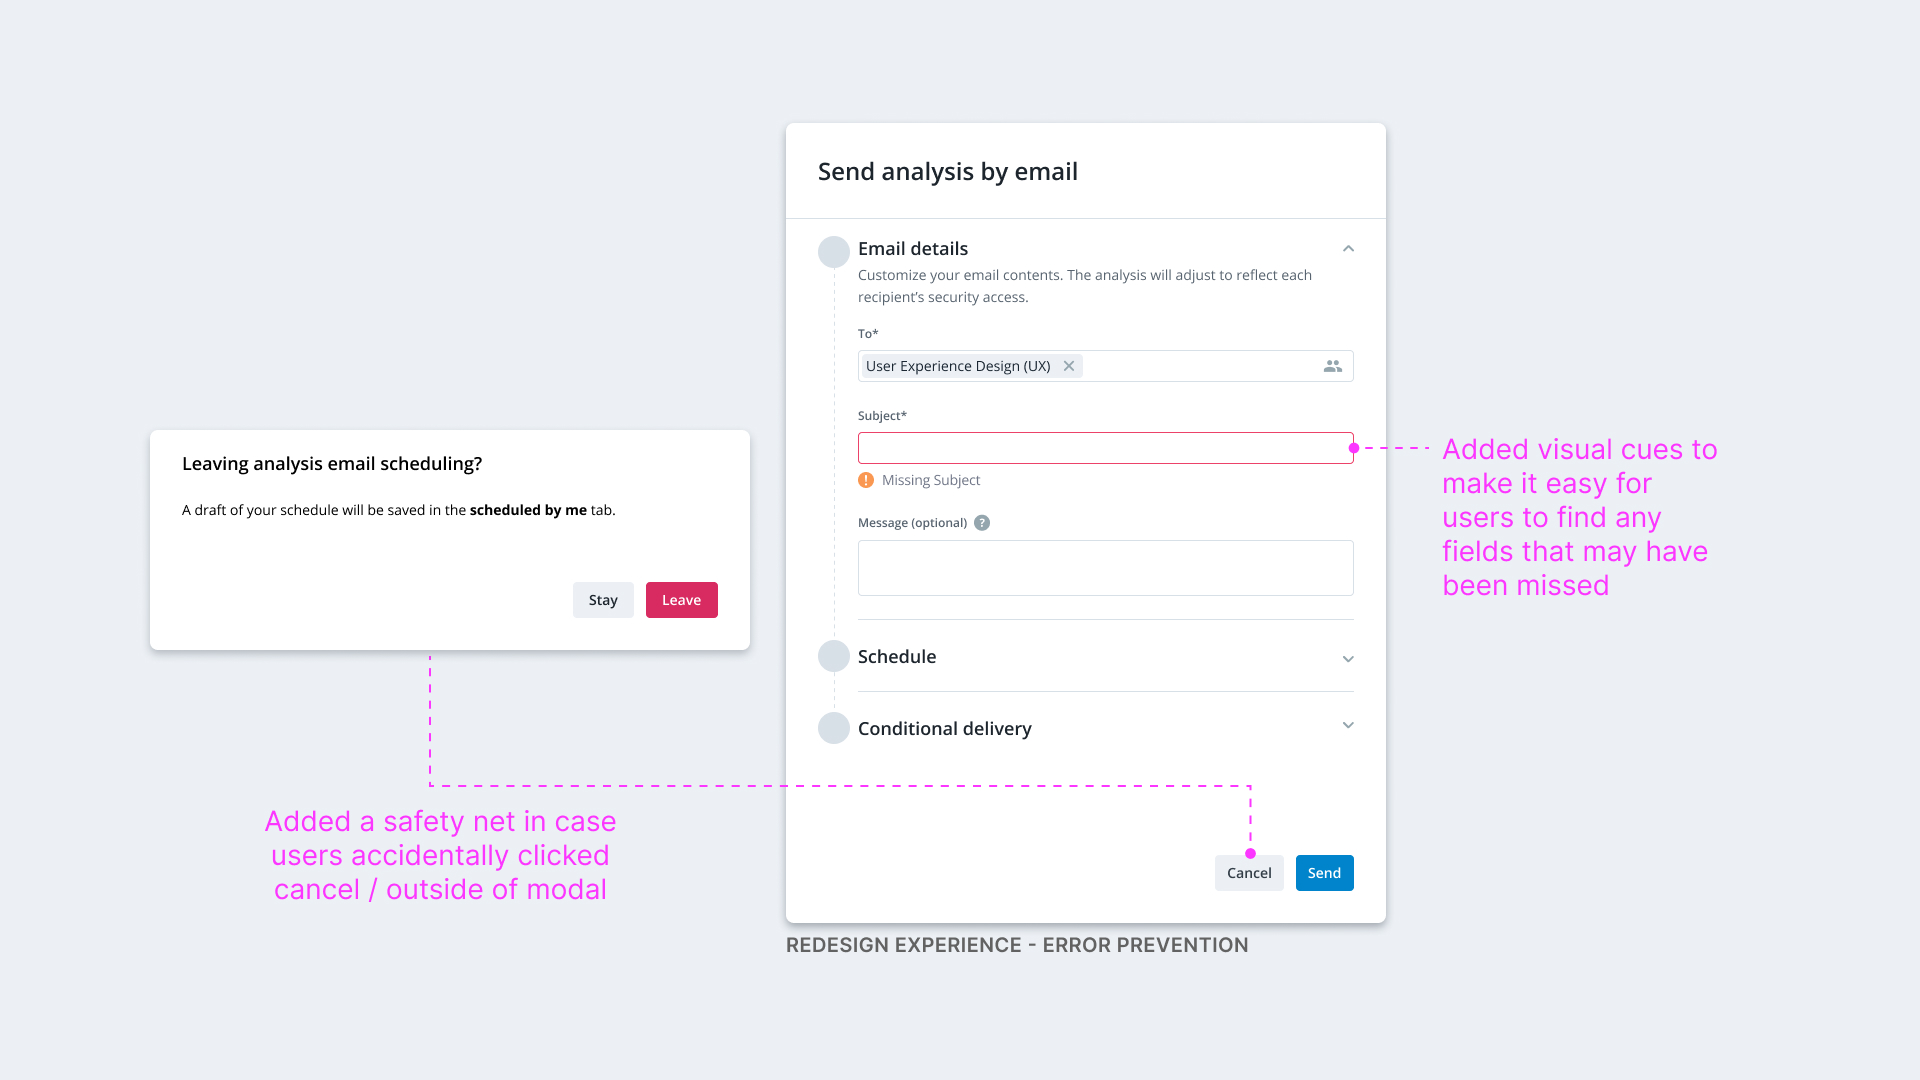 Send analysis by email
Email details
Customize your email contents. The analysis will adjust to reflect each
recipient’s security access.
To*
User Experience Design (UX)
Subject*
Missing Subject
Message (optional) ?
Schedule
Conditional delivery
Cancel
Send
REDESIGN EXPERIENCE - ERROR PREVENTION
Leaving analysis email scheduling?
A draft of your schedule will be saved in the scheduled by me tab.
Stay
Leave
Added a safety net in case
users accidentally clicked
cancel / outside of modal
Added visual cues to
make it easy for
users to find any
fields that may have
been missed